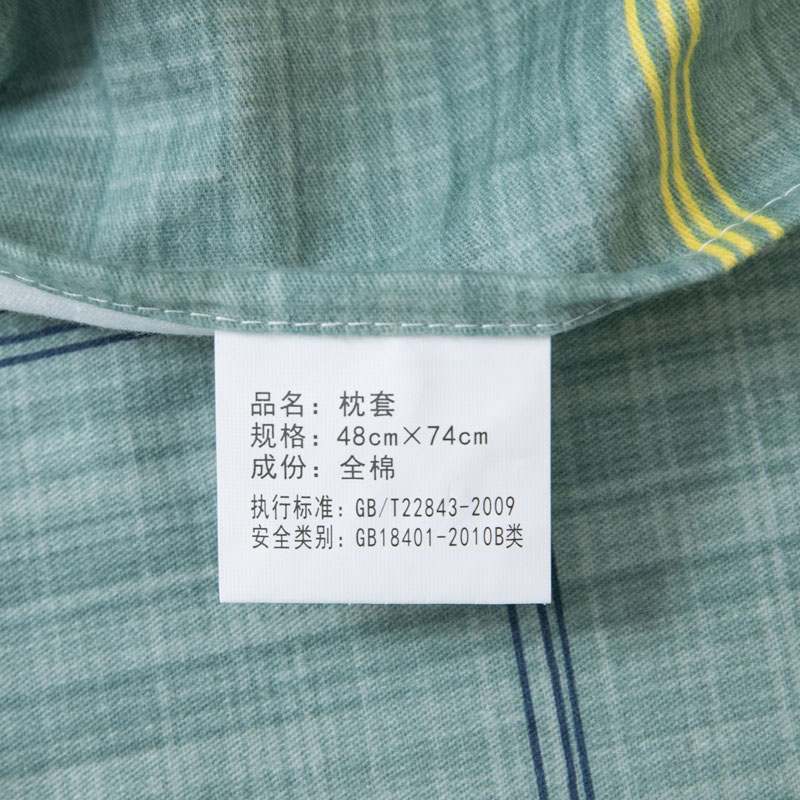 品名：枕套
规格：48cm×74cm
成份：全棉
执行标准：GB/T22843-2009
安全类别：GB18401-2010B类